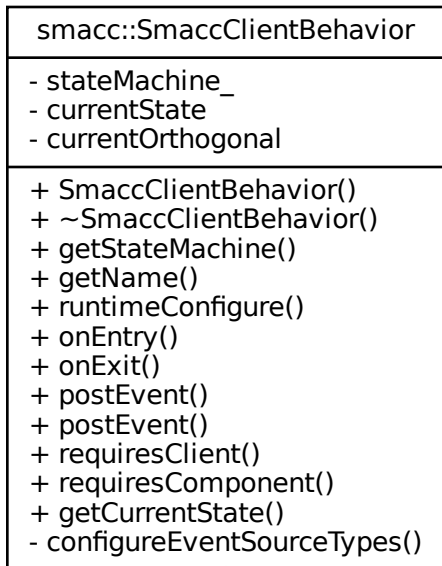 smacc::SmaccClientBehavior
- stateMachine_
- currentState
- currentOrthogonal
+ SmaccClientBehavior()
+ ~SmaccClientBehavior()
+ getStateMachine()
+ getName()
+ runtimeConfigure()
+ onEntry()
+ onExit()
+ postEvent()
+ postEvent()
+ requiresClient()
+ requiresComponent()
+ getCurrentState()
- configureEventSourceTypes()